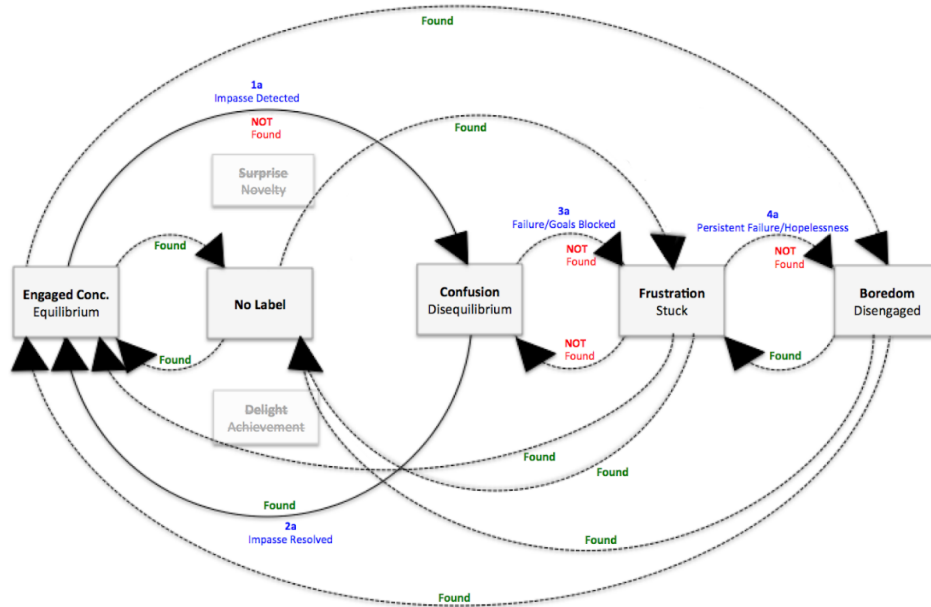 Found
1a
Impasse Detected
NOT
Found
Found
Surprise
Novelty
3a
Failure/Goals Blocked
4a
Persistent Failure/Hopelessness
Found
NOT
Found
NOT
Found
Engaged Conc.
Equilibrium
No Label
Confusion
Disequilibrium
Frustration
Stuck
Boredom
Disengaged
Found
NOT
Found
Found
Delight
Achievement
Found
Found
Found
2a
Impasse Resolved
Found
Found